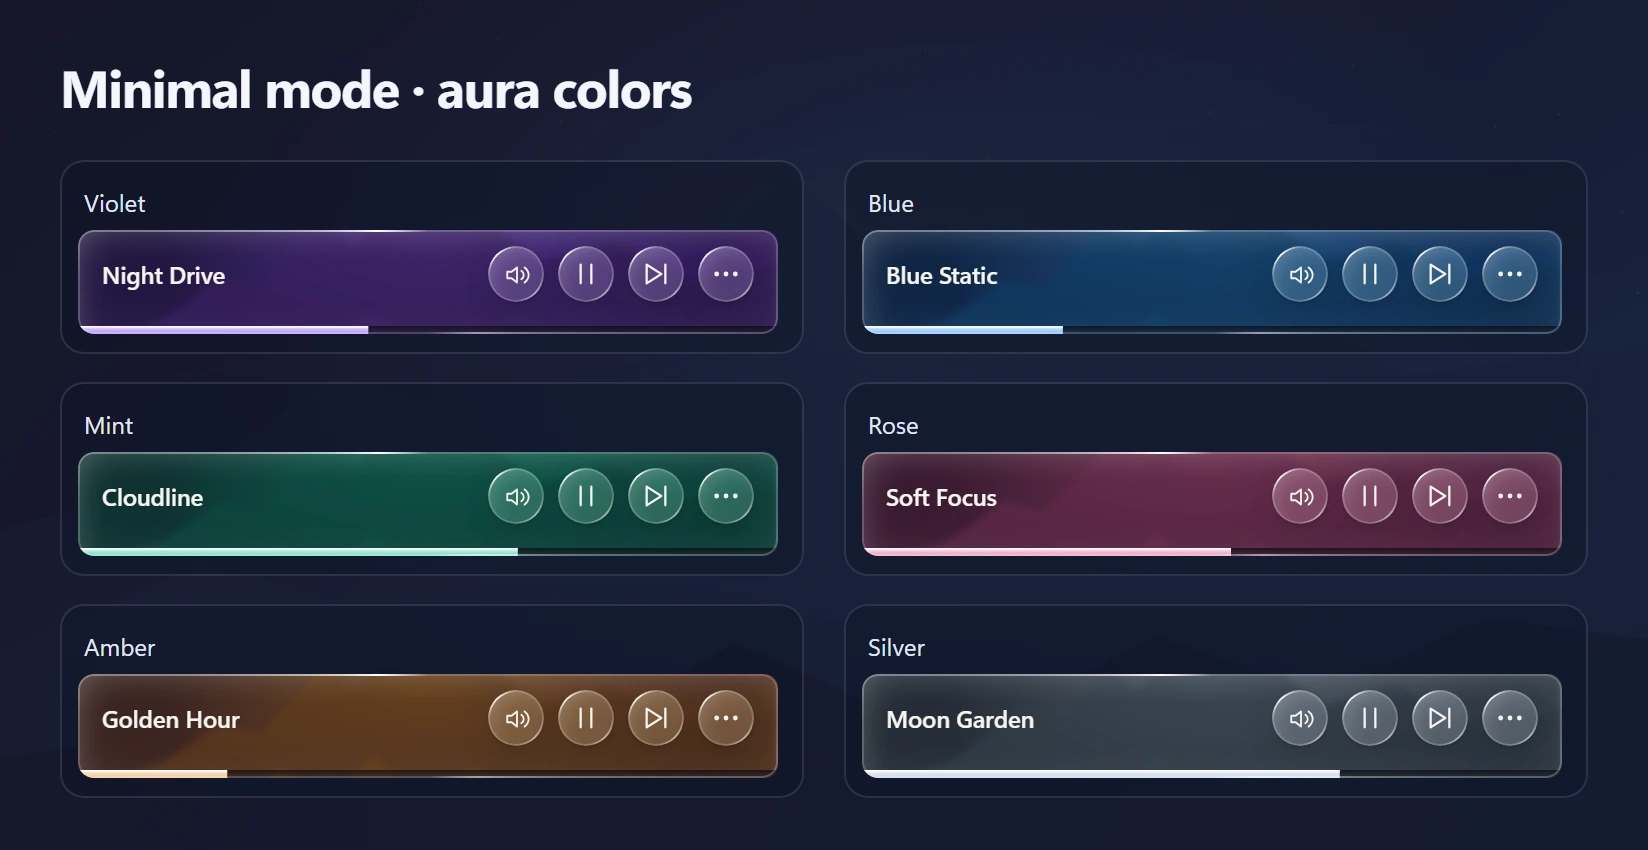 Minimal mode · aura colors
Violet
Night Drive
Blue
Blue Static
Mint
Cloudline
Rose
Soft Focus
Amber
Golden Hour
Silver
Moon Garden